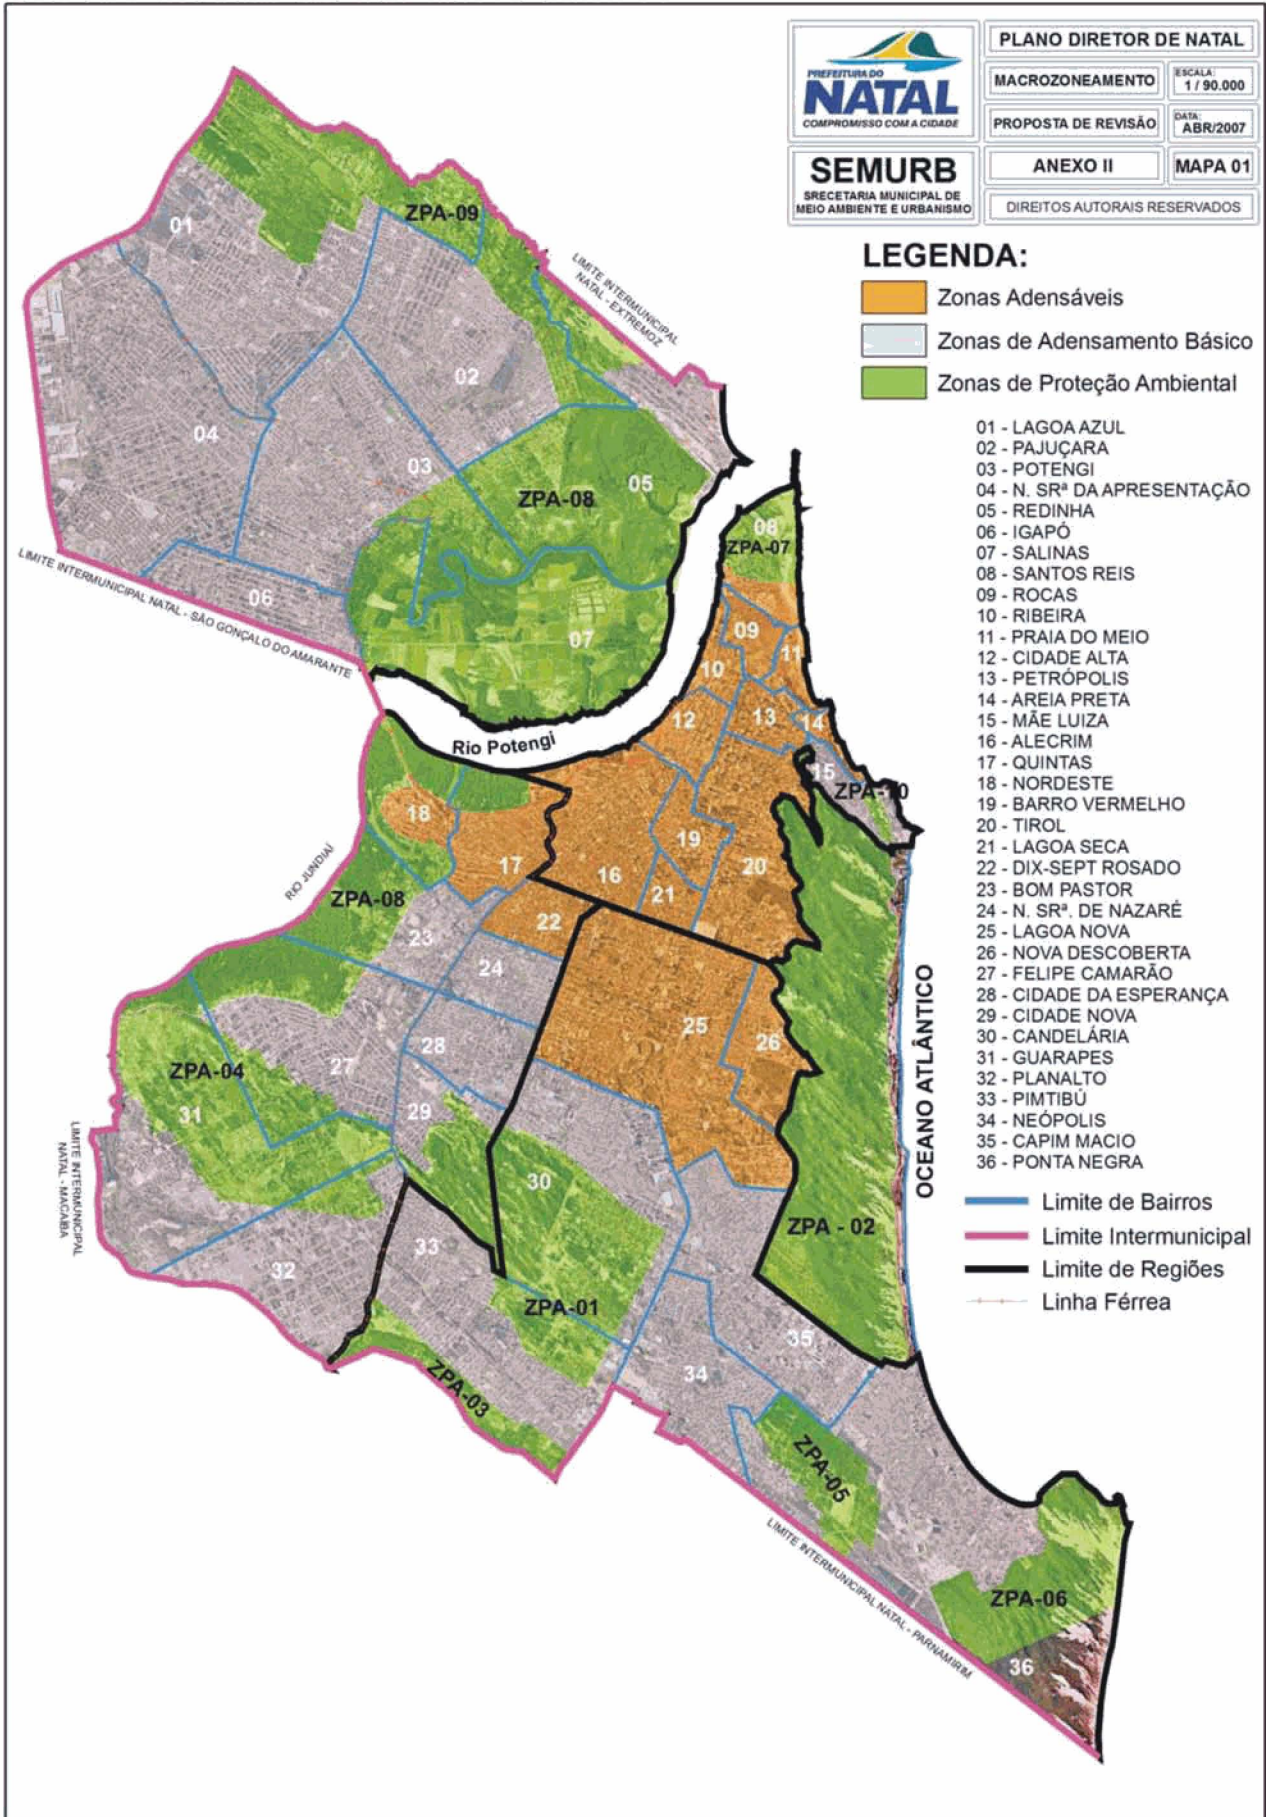 PREFEITURA DO
NATAL
COMPROMISSO COM A CIDADE
SEMURB
SRECETARIA MUNICIPAL DE
MEIO AMBIENTE E URBANISMO
PLANO DIRETOR DE NATAL
MACROZONEAMENTO
ESCALA:
1 / 90.000
PROPOSTA DE REVISÃO
DATA:
ABR/2007
ANEXO II
MAPA 01
DIREITOS AUTORAIS RESERVADOS
LEGENDA:
Zonas Adensáveis
Zonas de Adensamento Básico
Zonas de Proteção Ambiental
01 - LAGOA AZUL
02 - PAJUÇARA
03 - POTENGI
04 - N. SRª DA APRESENTAÇÃO
05 - REDINHA
06 - IGAPÓ
07 - SALINAS
08 - SANTOS REIS
09 - ROCAS
10 - RIBEIRA
11 - PRAIA DO MEIO
12 - CIDADE ALTA
13 - PETRÓPOLIS
14 - AREIA PRETA
15 - MÃE LUIZA
16 - ALECRIM
17 - QUINTAS
18 - NORDESTE
19 - BARRO VERMELHO
20 - TIROL
21 - LAGOA SECA
22 - DIX-SEPT ROSADO
23 - BOM PASTOR
24 - N. SRª. DE NAZARÉ
25 - LAGOA NOVA
26 - NOVA DESCOBERTA
27 - FELIPE CAMARÃO
28 - CIDADE DA ESPERANÇA
29 - CIDADE NOVA
30 - CANDELÁRIA
31 - GUARAPES
32 - PLANALTO
33 - PIMTIBÚ
34 - NEÓPOLIS
35 - CAPIM MACIO
36 - PONTA NEGRA
Limite de Bairros
Limite Intermunicipal
Limite de Regiões
Linha Férrea
01
ZPA-09
LIMITE INTERMUNICIPAL
NATAL - EXTREMOZ
02
04
03
05
ZPA-08
08
ZPA-07
06
LIMITE INTERMUNICIPAL NATAL - SÃO GONÇALO DO AMARANTE
07
09
11
10
12
13
14
Rio Potengi
15
ZPA-10
18
19
17
16
20
21
RIO JUNDIAÍ
ZPA-08
22
23
24
25
26
28
OCEANO ATLÂNTICO
27
ZPA-04
31
29
LIMITE INTERMUNICIPAL
NATAL - MACAÍBA
30
ZPA - 02
33
32
ZPA-01
35
34
ZPA-03
ZPA-05
LIMITE INTERMUNICIPAL NATAL - PARNAMIRIM
ZPA-06
36